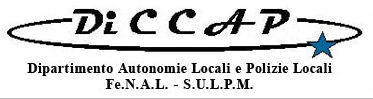 DiCCAP
Dipartimento Autonomie Locali e Polizie Locali
Fe.N.A.L. - S.U.L.P.M.